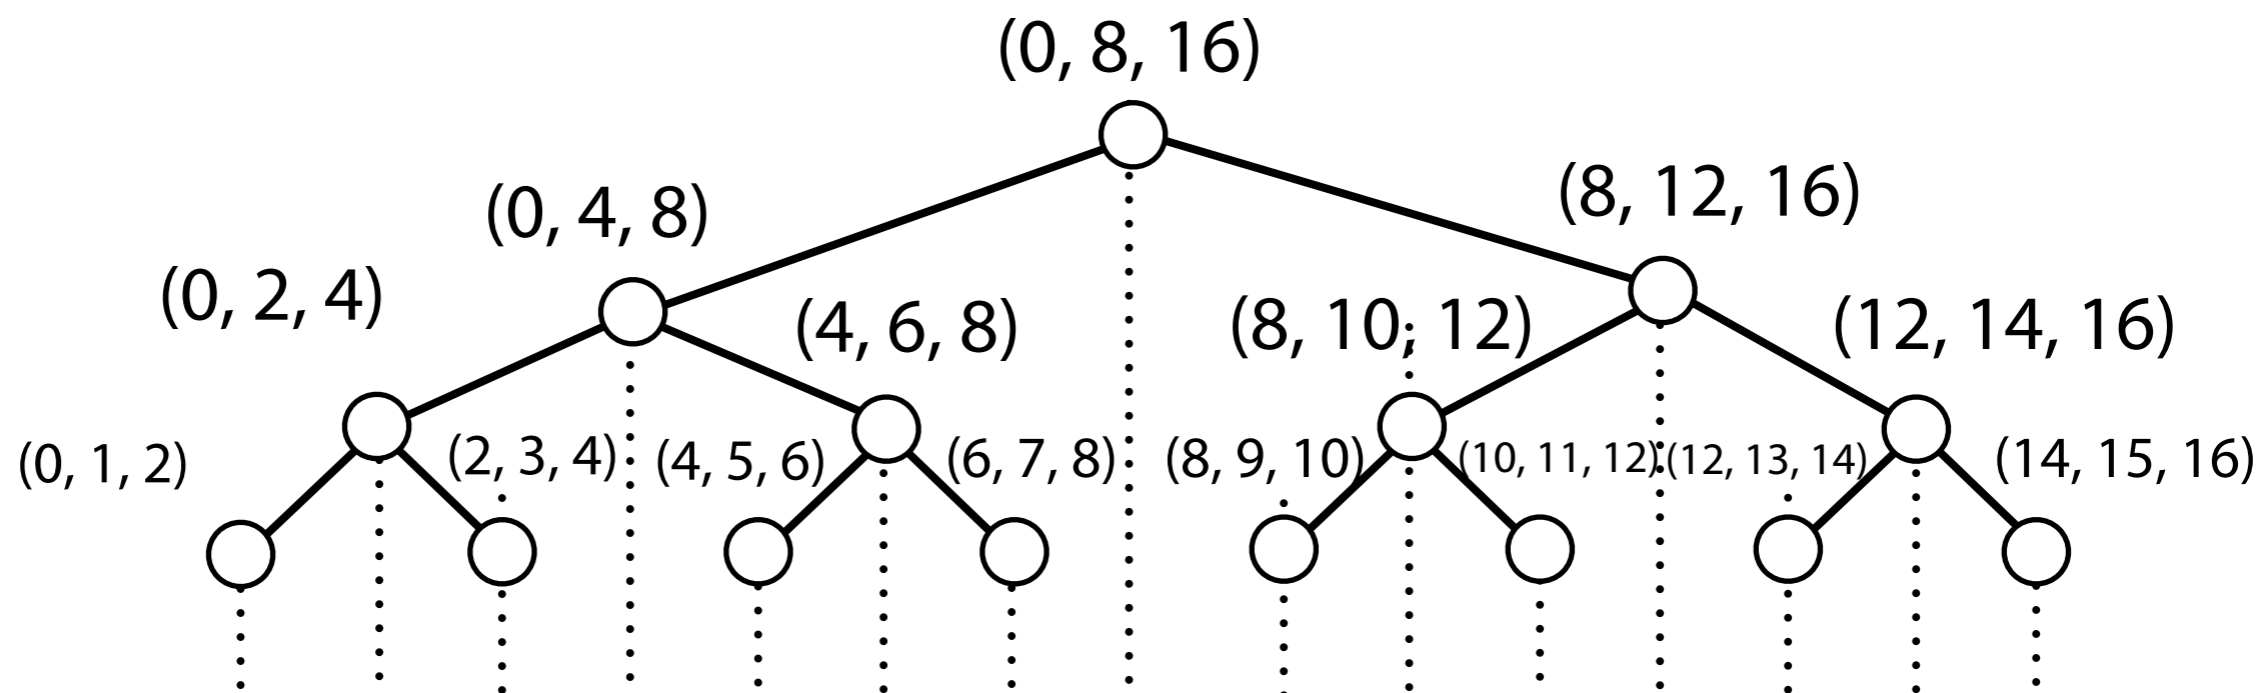 (0, 8, 16)
(0, 4, 8)
(8, 12, 16)
(0, 2, 4)
(4, 6, 8)
(8, 10, 12)
(12, 14, 16)
(0, 1, 2)
(2, 3, 4)
(4, 5, 6)
(6, 7, 8)
(8, 9, 10)
(10, 11, 12)
(12, 13, 14)
(14, 15, 16)